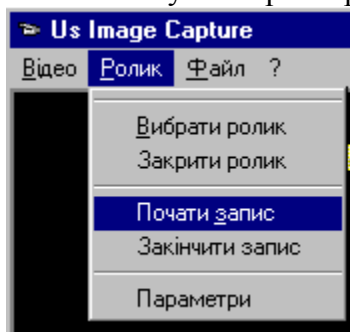 Us Image Capture
Відео Ролик Файл ?
Вибрати ролик
Закрити ролик
Почати запис
Закінчити запис
Параметри